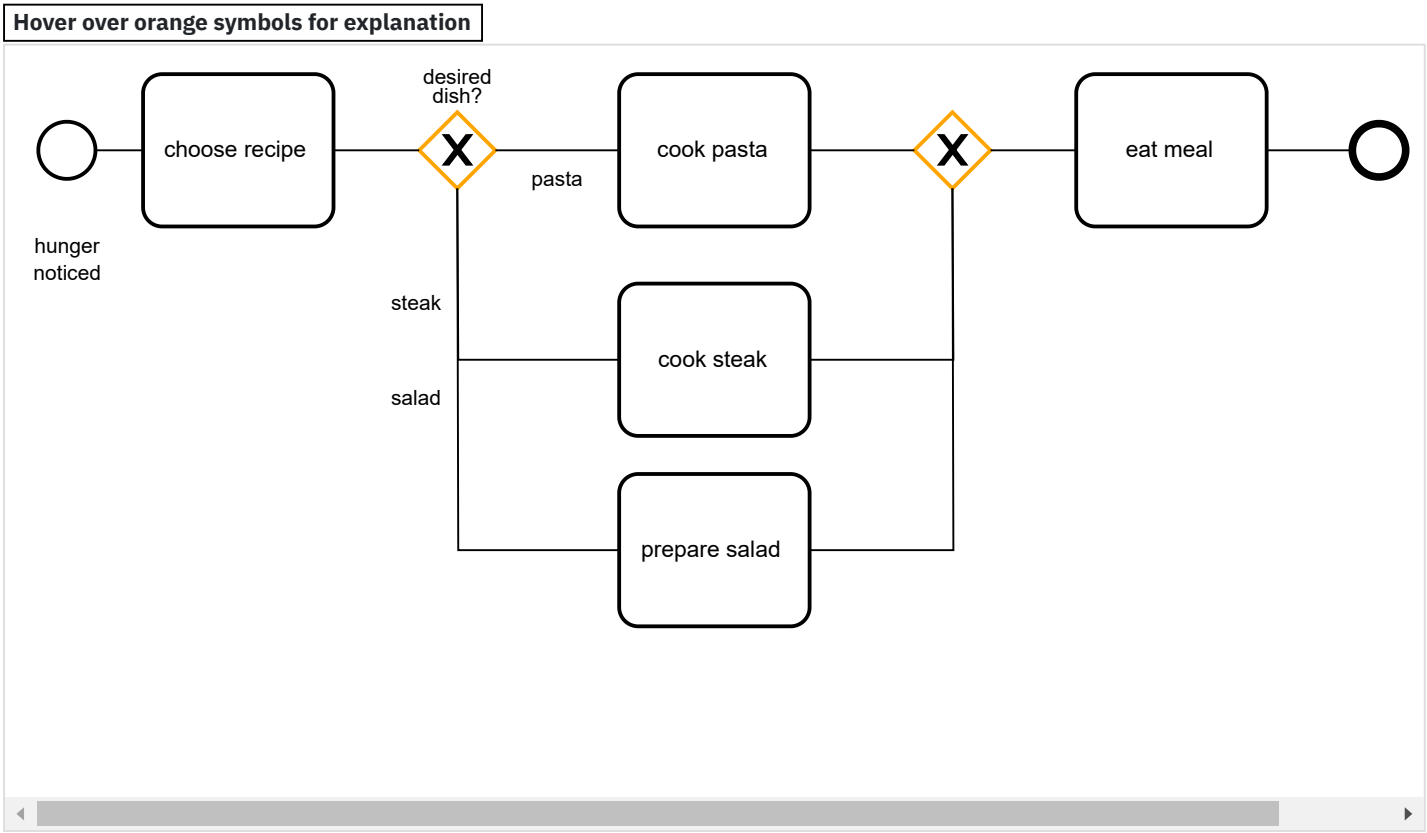 Hover over orange symbols for explanation
desired
dish?
choose recipe
X
cook pasta
X
eat meal
pasta
hunger
noticed
steak
cook steak
salad
prepare salad